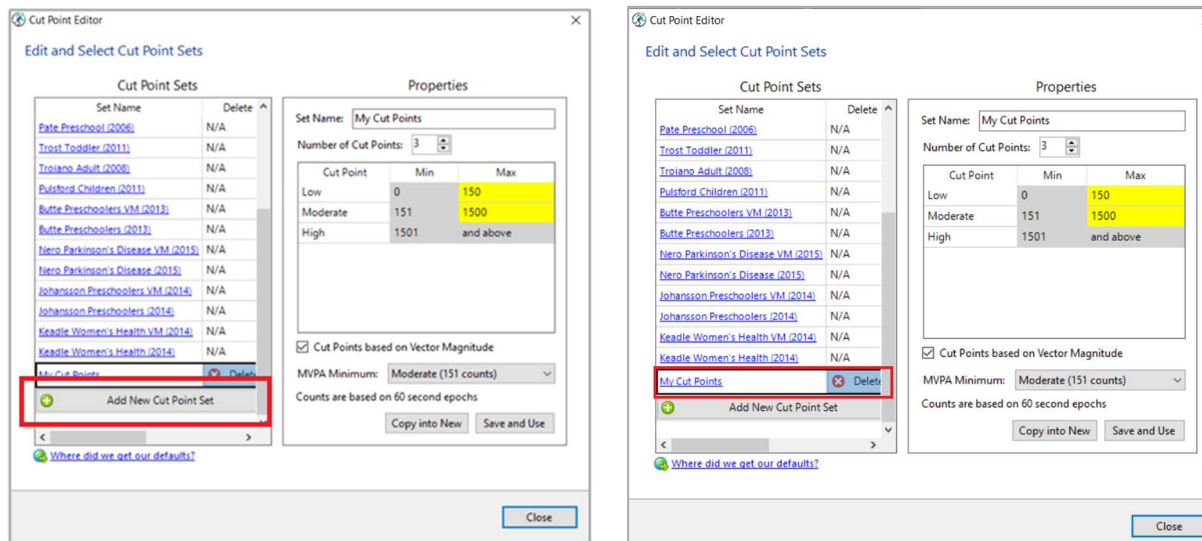 Cut Point Editor
Edit and Select Cut Point Sets
Cut Point Sets
Set Name Delete
Pate Preschool (2006) N/A
Trost Toddler (2011) N/A
Troiano Adult (2008) N/A
Pulsford Children (2011) N/A
Butte Preschoolers VM (2013) N/A
Butte Preschoolers (2013) N/A
Nero Parkinson's Disease VM (2015) N/A
Nero Parkinson's Disease (2015) N/A
Johansson Preschoolers VM (2014) N/A
Johansson Preschoolers (2014) N/A
Keadle Women's Health VM (2014) N/A
Keadle Women's Health (2014) N/A
My Cut Points Delete
Add New Cut Point Set
Where did we get our defaults?
Properties
Set Name: My Cut Points
Number of Cut Points: 3
Cut Point Min Max
Low 0 150
Moderate 151 1500
High 1501 and above
Cut Points based on Vector Magnitude
MVPA Minimum: Moderate (151 counts)
Counts are based on 60 second epochs
Copy into New Save and Use
Close
Cut Point Editor
Edit and Select Cut Point Sets
Cut Point Sets
Set Name Delete
Pate Preschool (2006) N/A
Trost Toddler (2011) N/A
Troiano Adult (2008) N/A
Pulsford Children (2011) N/A
Butte Preschoolers VM (2013) N/A
Butte Preschoolers (2013) N/A
Nero Parkinson's Disease VM (2015) N/A
Nero Parkinson's Disease (2015) N/A
Johansson Preschoolers VM (2014) N/A
Johansson Preschoolers (2014) N/A
Keadle Women's Health VM (2014) N/A
Keadle Women's Health (2014) N/A
My Cut Points Delete
Add New Cut Point Set
Where did we get our defaults?
Properties
Set Name: My Cut Points
Number of Cut Points: 3
Cut Point Min Max
Low 0 150
Moderate 151 1500
High 1501 and above
Cut Points based on Vector Magnitude
MVPA Minimum: Moderate (151 counts)
Counts are based on 60 second epochs
Copy into New Save and Use
Close